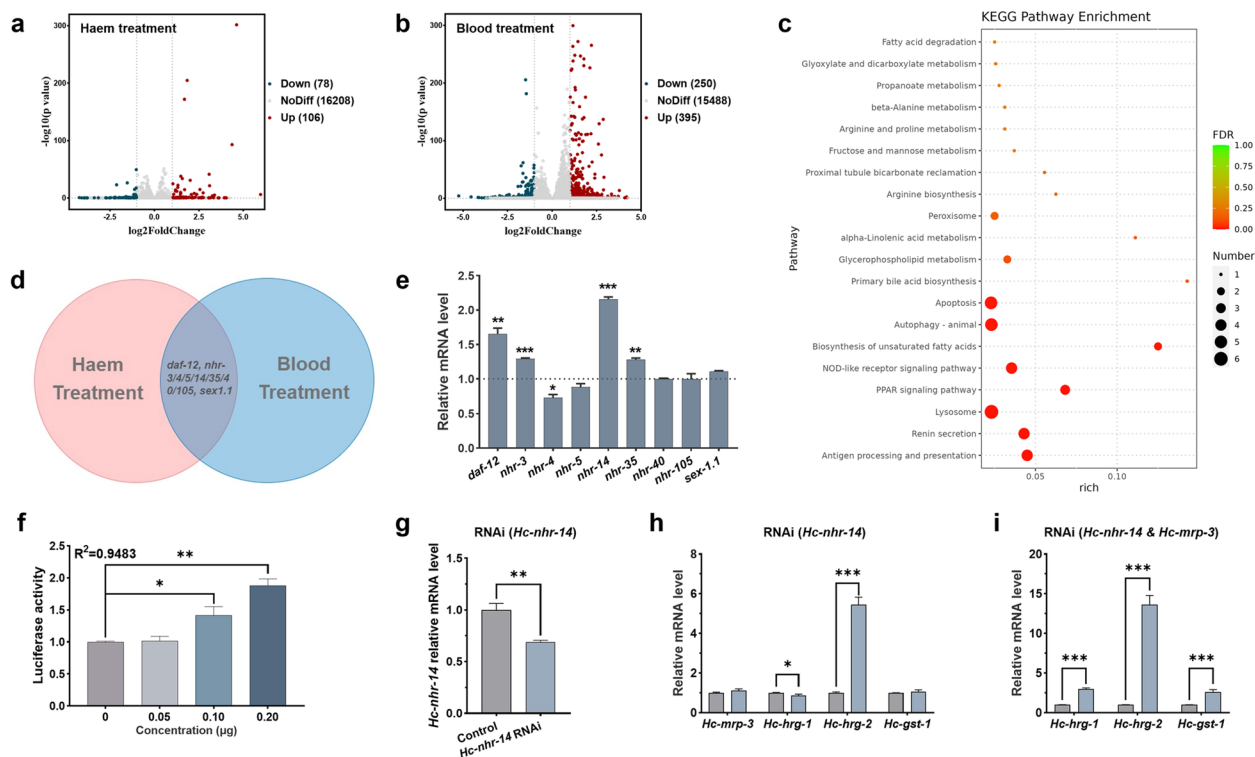 a
Haem treatment
-log10(p value)
300
200
100
0
-5.0
-2.5
0.0
2.5
5.0
log2FoldChange
Down (78)
NoDiff (16208)
Up (106)
b
Blood treatment
-log10(p value)
300
200
100
0
-5.0
-2.5
0.0
2.5
5.0
log2FoldChange
Down (250)
NoDiff (15488)
Up (395)
c
KEGG Pathway Enrichment
Pathway
Fatty acid degradation
Glyoxylate and dicarboxylate metabolism
Propanoate metabolism
beta-Alanine metabolism
Arginine and proline metabolism
Fructose and mannose metabolism
Proximal tubule bicarbonate reclamation
Arginine biosynthesis
Peroxisome
alpha-Linolenic acid metabolism
Glycerophospholipid metabolism
Primary bile acid biosynthesis
Apoptosis
Autophagy - animal
Biosynthesis of unsaturated fatty acids
NOD-like receptor signaling pathway
PPAR signaling pathway
Lysosome
Renin secretion
Antigen processing and presentation
0.05
0.10
rich
FDR
1.00
0.75
0.50
0.25
0.00
Number
1
2
3
4
5
6
d
Haem
Treatment
daf-12, nhr-
3/4/5/14/35/4
0/105, sex1.1
Blood
Treatment
e
Relative mRNA level
2.5
2.0
1.5
1.0
0.5
0.0
**
***
*
***
**
daf-12
nhr-3
nhr-4
nhr-5
nhr-14
nhr-35
nhr-40
nhr-105
sex-1.1
f
R²=0.9483
**
*
Luciferase activity
2.5
2.0
1.5
1.0
0.5
0.0
0
0.05
0.10
0.20
Concentration (μg)
g
RNAi (Hc-nhr-14)
Hc-nhr-14 relative mRNA level
1.5
1.0
0.5
0.0
**
Control
Hc-nhr-14 RNAi
h
RNAi (Hc-nhr-14)
Relative mRNA level
8
6
4
2
0
*
***
Hc-mrp-3
Hc-hrg-1
Hc-hrg-2
Hc-gst-1
i
RNAi (Hc-nhr-14 & Hc-mrp-3)
Relative mRNA level
20
15
10
5
0
***
***
***
Hc-hrg-1
Hc-hrg-2
Hc-gst-1